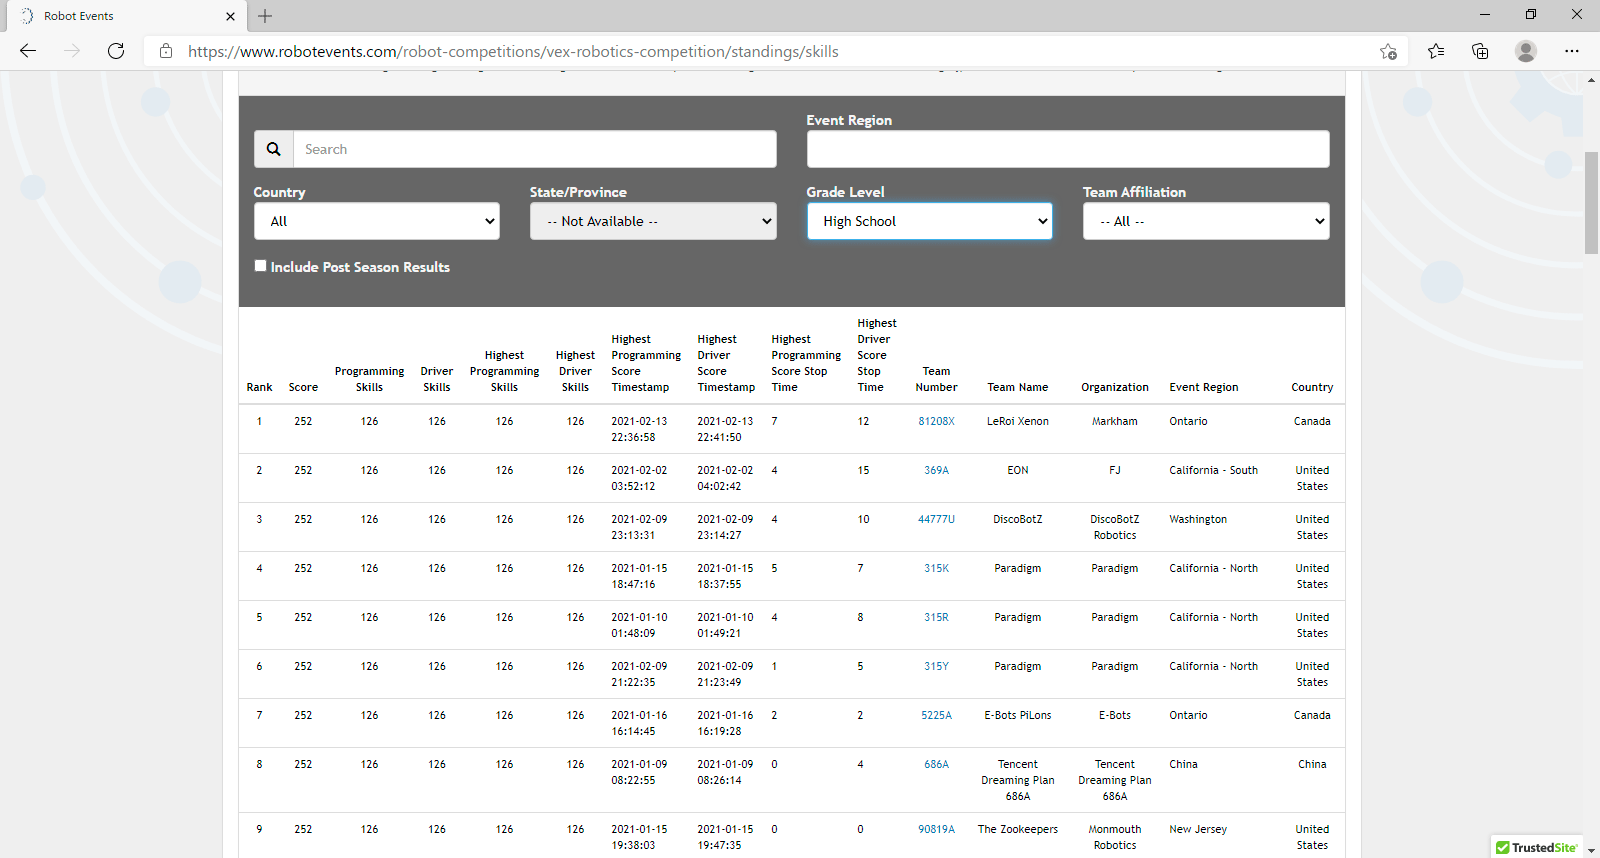 Robot Events
https://www.robotevents.com/robot-competitions/vex-robotics-competition/standings/skills
Event Region
Search
Country State/Province Grade Level Team Affiliation
All -- Not Available -- High School -- All --
Include Post Season Results
Rank Score Programming Skills Driver Skills Highest Programming Skills Highest Driver Skills Highest Programming Score Timestamp Highest Driver Score Timestamp Highest Programming Score Stop Time Highest Driver Score Stop Time Team Number Team Name Organization Event Region Country
1 252 126 126 126 126 2021-02-13 22:36:58 2021-02-13 22:41:50 7 12 81208X LeRoi Xenon Markham Ontario Canada
2 252 126 126 126 126 2021-02-02 03:52:12 2021-02-02 04:02:42 4 15 369A EON FJ California - South United States
3 252 126 126 126 126 2021-02-09 23:13:31 2021-02-09 23:14:27 4 10 44777U DiscoBotZ DiscoBotZ Robotics Washington United States
4 252 126 126 126 126 2021-01-15 18:47:16 2021-01-15 18:37:55 5 7 315K Paradigm Paradigm California - North United States
5 252 126 126 126 126 2021-01-10 01:48:09 2021-01-10 01:49:21 4 8 315R Paradigm Paradigm California - North United States
6 252 126 126 126 126 2021-02-09 21:22:35 2021-02-09 21:23:49 1 5 315Y Paradigm Paradigm California - North United States
7 252 126 126 126 126 2021-01-16 16:14:45 2021-01-16 16:19:28 2 2 5225A E-Bots PiLons E-Bots Ontario Canada
8 252 126 126 126 126 2021-01-09 08:22:55 2021-01-09 08:26:14 0 4 686A Tencent Dreaming Plan 686A Tencent Dreaming Plan 686A China China
9 252 126 126 126 126 2021-01-15 19:38:03 2021-01-15 19:47:35 0 0 90819A The Zookeepers Monmouth Robotics New Jersey United States
TrustedSite